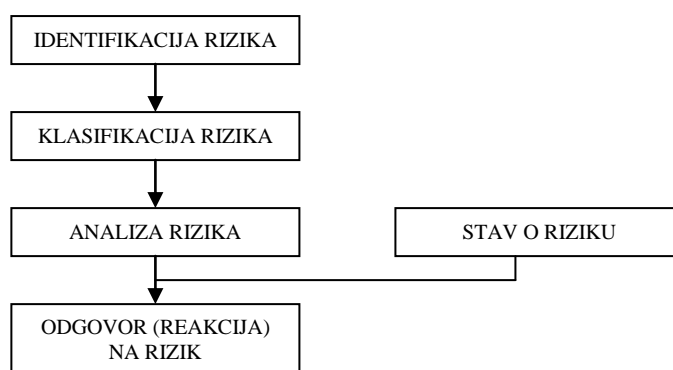 IDENTIFIKACIJA RIZIKA
KLASIFIKACIJA RIZIKA
ANALIZA RIZIKA
STAV O RIZIKU
ODGOVOR (REAKCIJA)
NA RIZIK